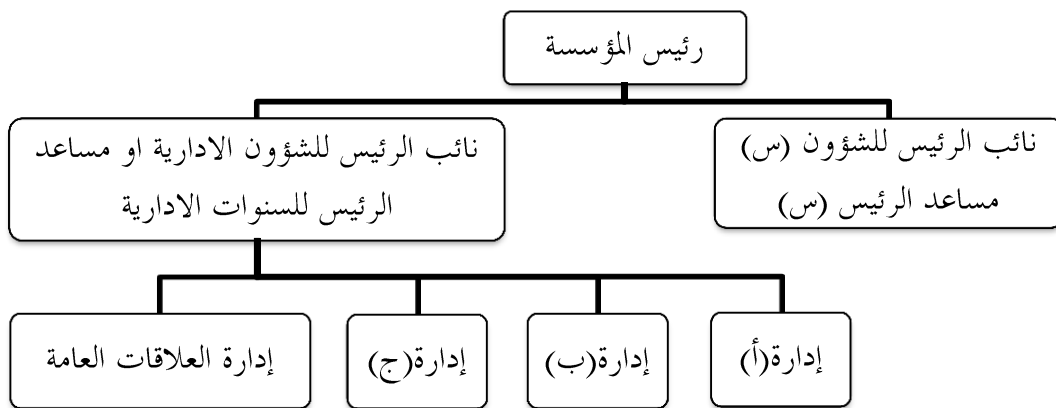 رئيس المؤسسة
نائب الرئيس للشؤون (س)
مساعد الرئيس (س)
نائب الرئيس للشؤون الادارية او مساعد
الرئيس للسنوات الادارية
إدارة(أ)
إدارة(ب)
إدارة(ج)
إدارة العلاقات العامة